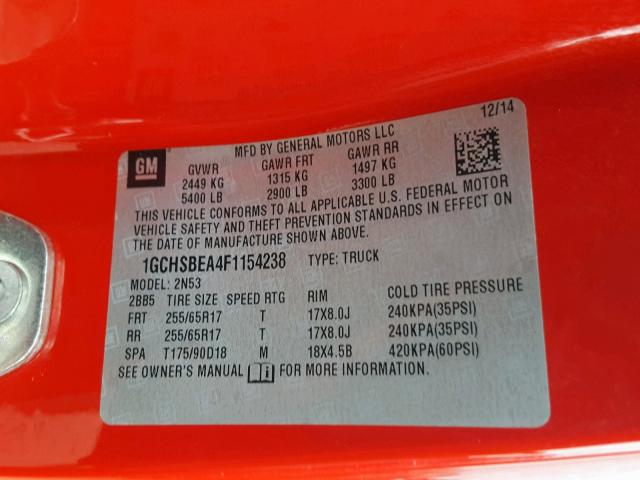 12/14
MFD BY GENERAL MOTORS LLC
GM
GVWR GAWR FRT GAWR RR
2449 KG 1315 KG 1497 KG
5400 LB 2900 LB 3300 LB
THIS VEHICLE CONFORMS TO ALL APPLICABLE U.S. FEDERAL MOTOR
VEHICLE SAFETY AND THEFT PREVENTION STANDARDS IN EFFECT ON
THE DATE OF MANUFACTURE SHOWN ABOVE.
1GCHSBEA4F1154238 TYPE: TRUCK
MODEL: 2N53
2BB5 TIRE SIZE SPEED RTG RIM COLD TIRE PRESSURE
FRT 255/65R17 T 17X8.0J 240KPA(35PSI)
RR 255/65R17 T 17X8.0J 240KPA(35PSI)
SPA T175/90D18 M 18X4.5B 420KPA(60PSI)
SEE OWNER'S MANUAL FOR MORE INFORMATION.